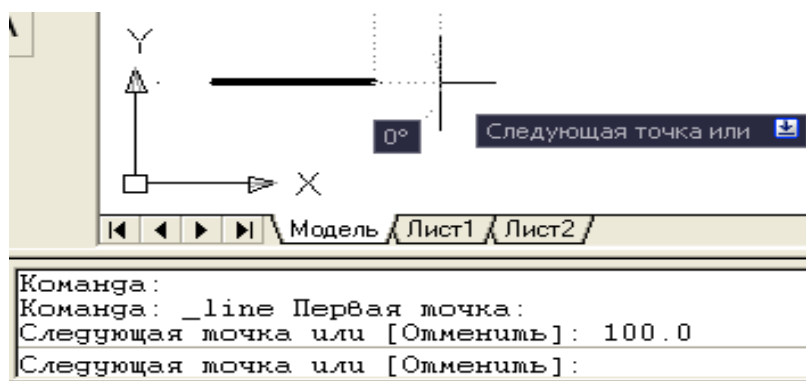 Y
0°
Следующая точка или
X
Модель Лист1 Лист2
Команда:
Команда: _line Первая точка:
Следующая точка или [Отменить]: 100.0
Следующая точка или [Отменить]: